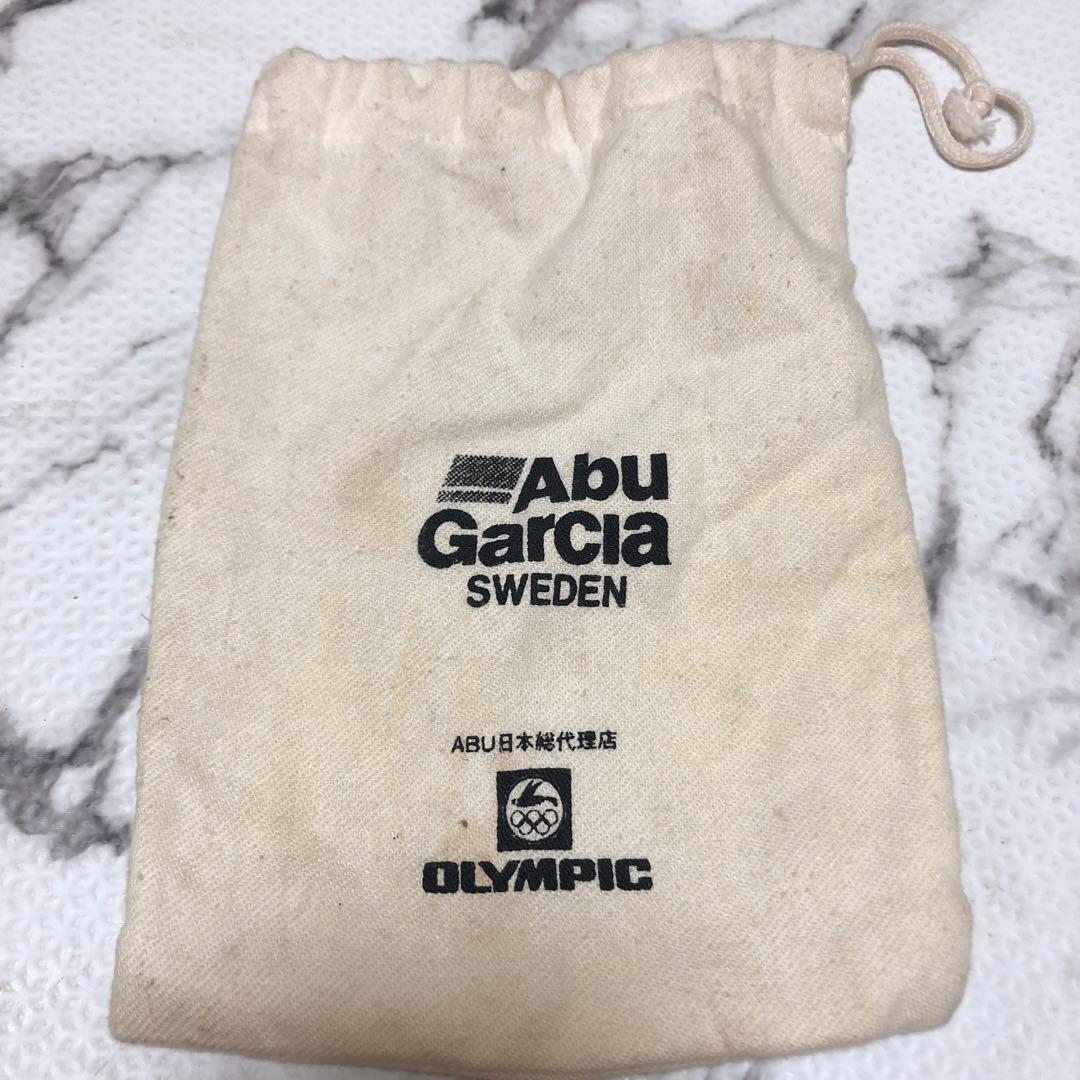 Abu
Garcia
SWEDEN
ABU日本総代理店
OLYMPIC